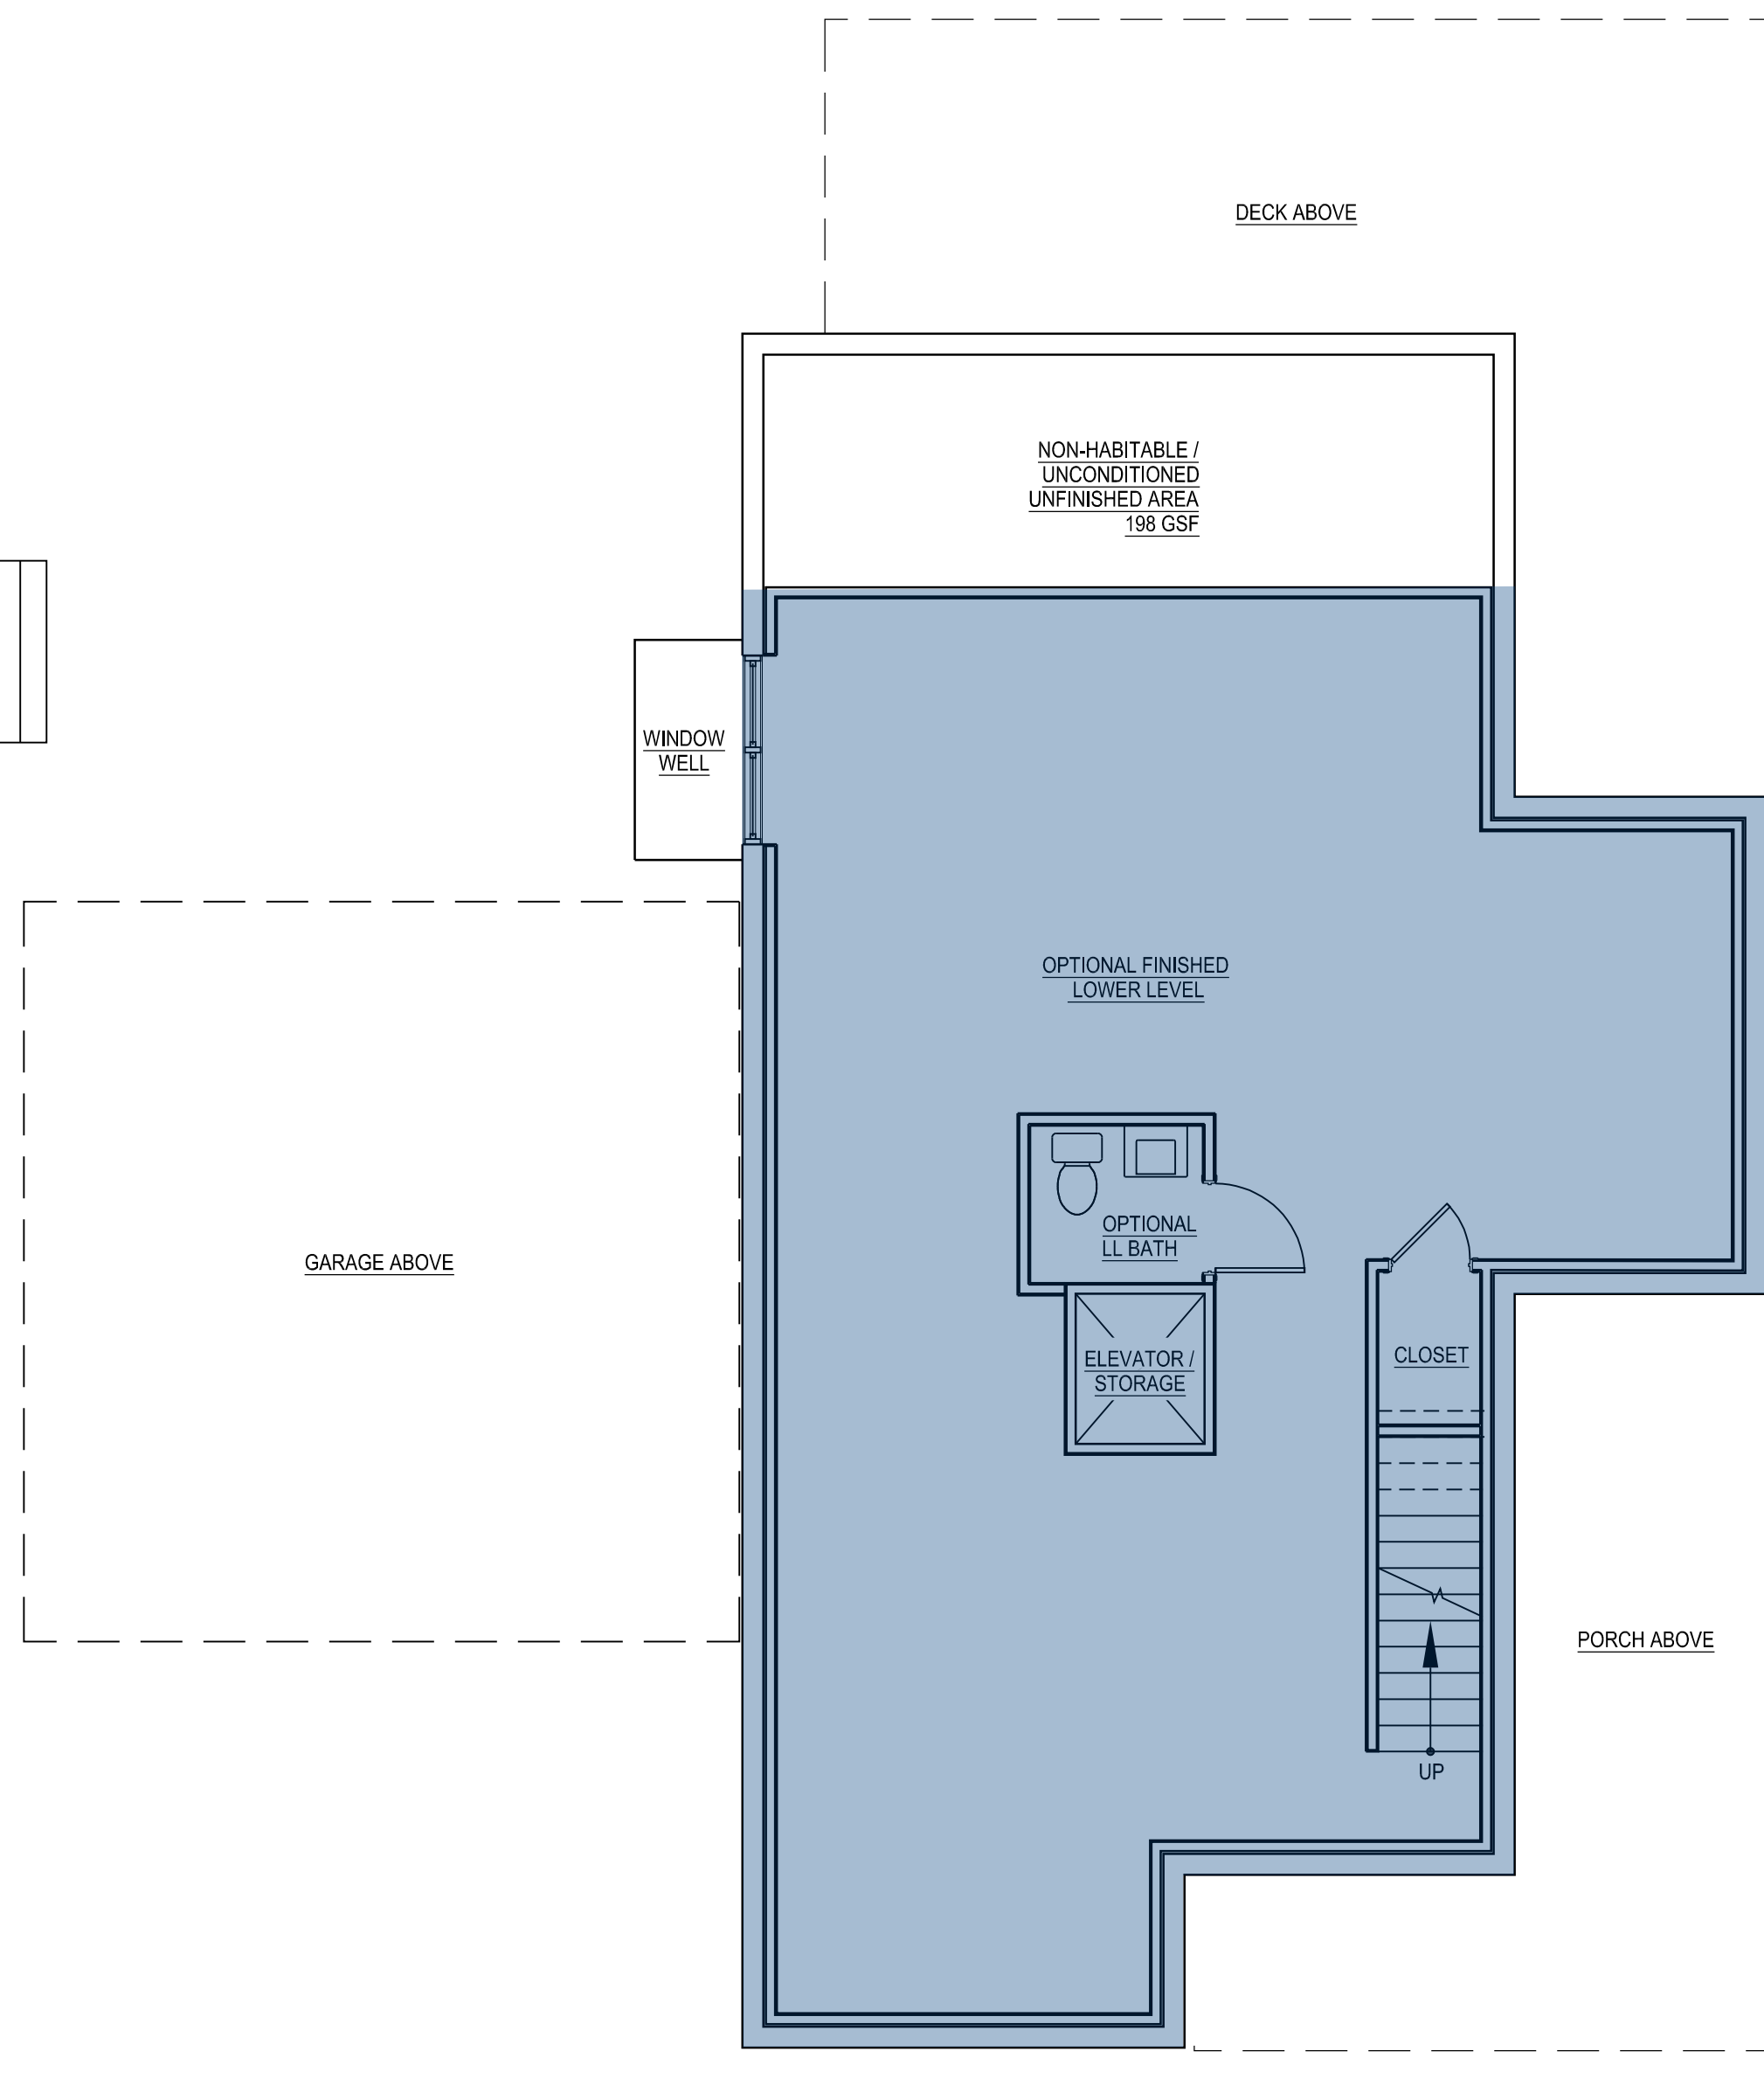 DECK ABOVE
NON-HABITABLE /
UNCONDITIONED
UNFINISHED AREA
198 GSF
WINDOW
WELL
OPTIONAL FINISHED
LOWER LEVEL
OPTIONAL
LL BATH
GARAGE ABOVE
ELEVATOR /
STORAGE
CLOSET
PORCH ABOVE
UP